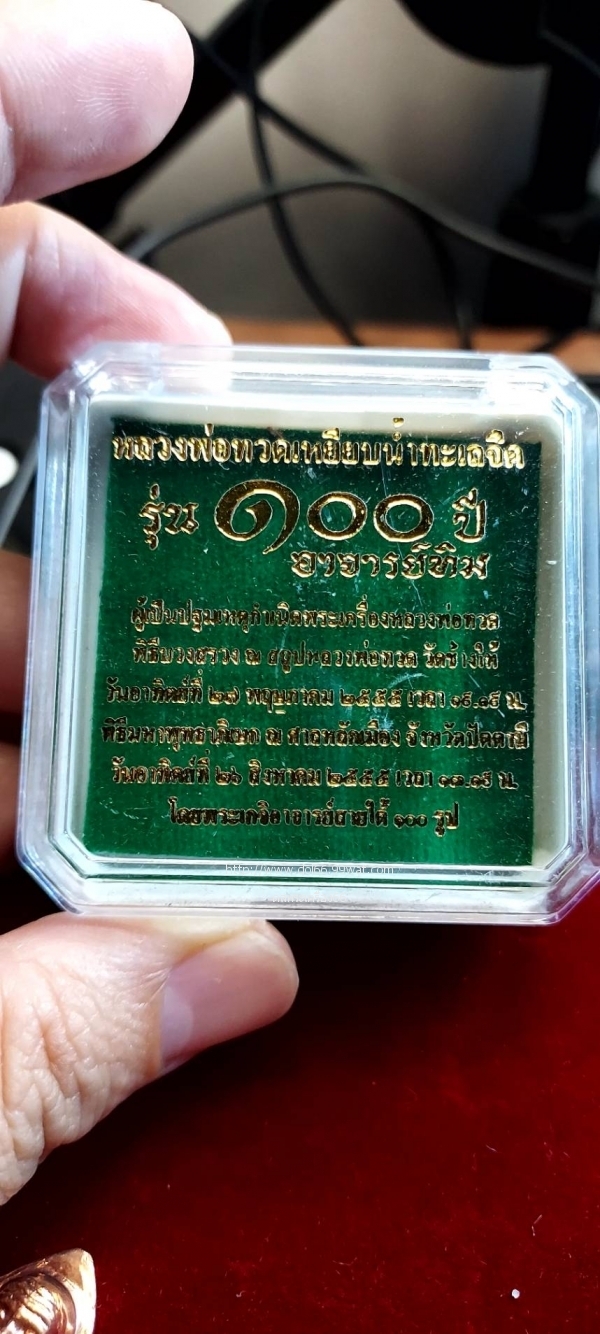 หลวงพ่อทวดเหยียบน้ำทะเลจืด
รุ่น ๑๐๐ ปี
อาจารย์ทิม
ผู้เป็นปฐมเหตุกำเนิดพระเครื่องหลวงพ่อทวด
พิธีบวงสรวง ณ สถูปหลวงพ่อทวด วัดช้างให้
วันอาทิตย์ที่ ๒๗ พฤษภาคม ๒๕๕๕ เวลา น.
พิธีมหาพุทธาภิเษก ณ ศาลหลักเมือง จังหวัดปัตตานี
วันอาทิตย์ที่ ๒๖ สิงหาคม ๒๕๕๕ เวลา น.
โดยพระเกจิอาจารย์สายใต้ ๑๐๐ รูป